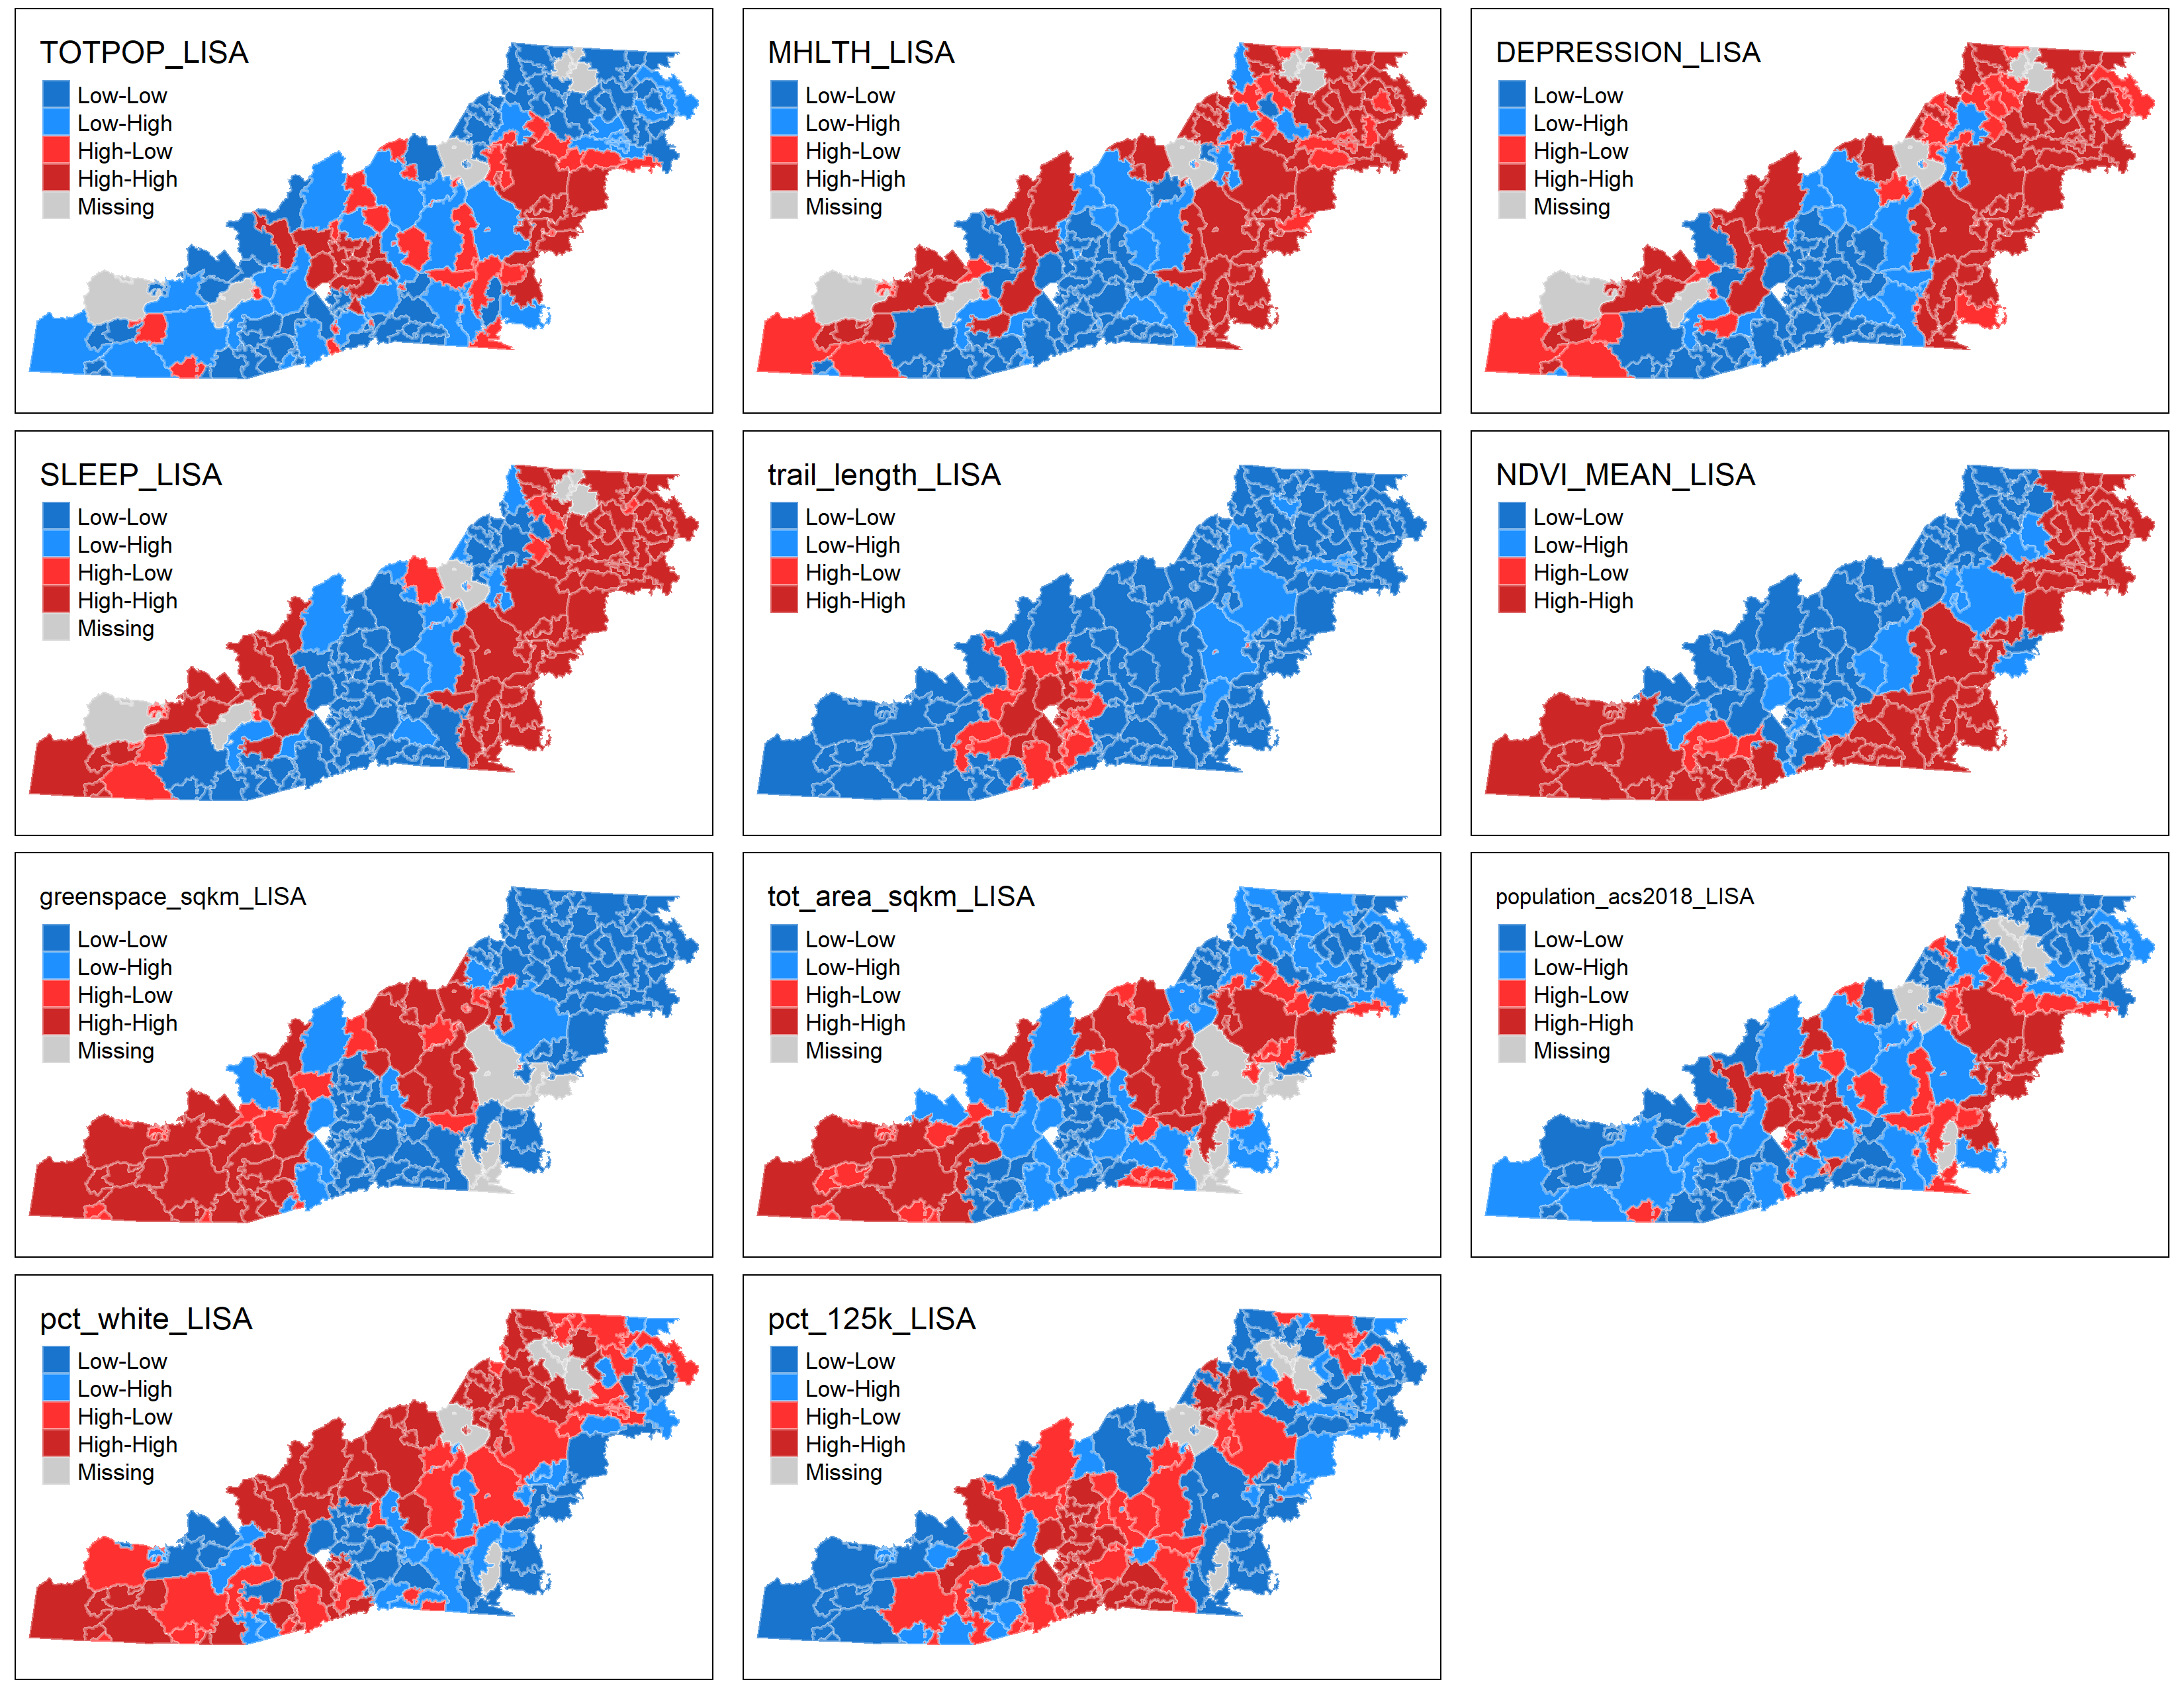 TOTPOP_LISA
Low-Low
Low-High
High-Low
High-High
Missing
MHLTH_LISA
Low-Low
Low-High
High-Low
High-High
Missing
DEPRESSION_LISA
Low-Low
Low-High
High-Low
High-High
Missing
SLEEP_LISA
Low-Low
Low-High
High-Low
High-High
Missing
trail_length_LISA
Low-Low
Low-High
High-Low
High-High
NDVI_MEAN_LISA
Low-Low
Low-High
High-Low
High-High
greenspace_sqkm_LISA
Low-Low
Low-High
High-Low
High-High
Missing
tot_area_sqkm_LISA
Low-Low
Low-High
High-Low
High-High
Missing
population_acs2018_LISA
Low-Low
Low-High
High-Low
High-High
Missing
pct_white_LISA
Low-Low
Low-High
High-Low
High-High
Missing
pct_125k_LISA
Low-Low
Low-High
High-Low
High-High
Missing